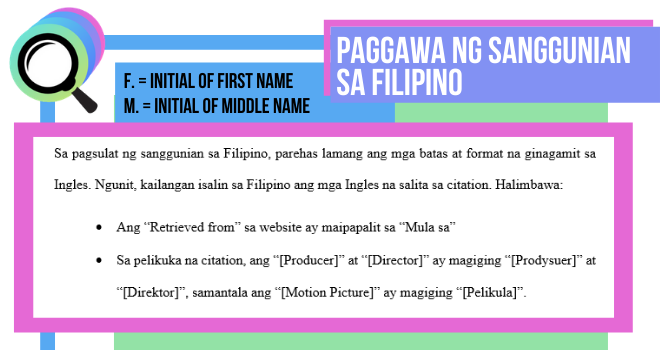 PAGGAWA NG SANGGUNIAN
SA FILIPINO
F. = INITIAL OF FIRST NAME
M. = INITIAL OF MIDDLE NAME
Sa pagsulat ng sanggunian sa Filipino, parehas lamang ang mga batas at format na ginagamit sa
Ingles. Ngunit, kailangan isalin sa Filipino ang mga Ingles na salita sa citation. Halimbawa:
• Ang “Retrieved from” sa website ay maipapalit sa “Mula sa”
• Sa pelikuka na citation, ang “[Producer]” at “[Director]” ay magiging “[Prodysuer]” at
“[Direktor]”, samantala ang “[Motion Picture]” ay magiging “[Pelikula]”.